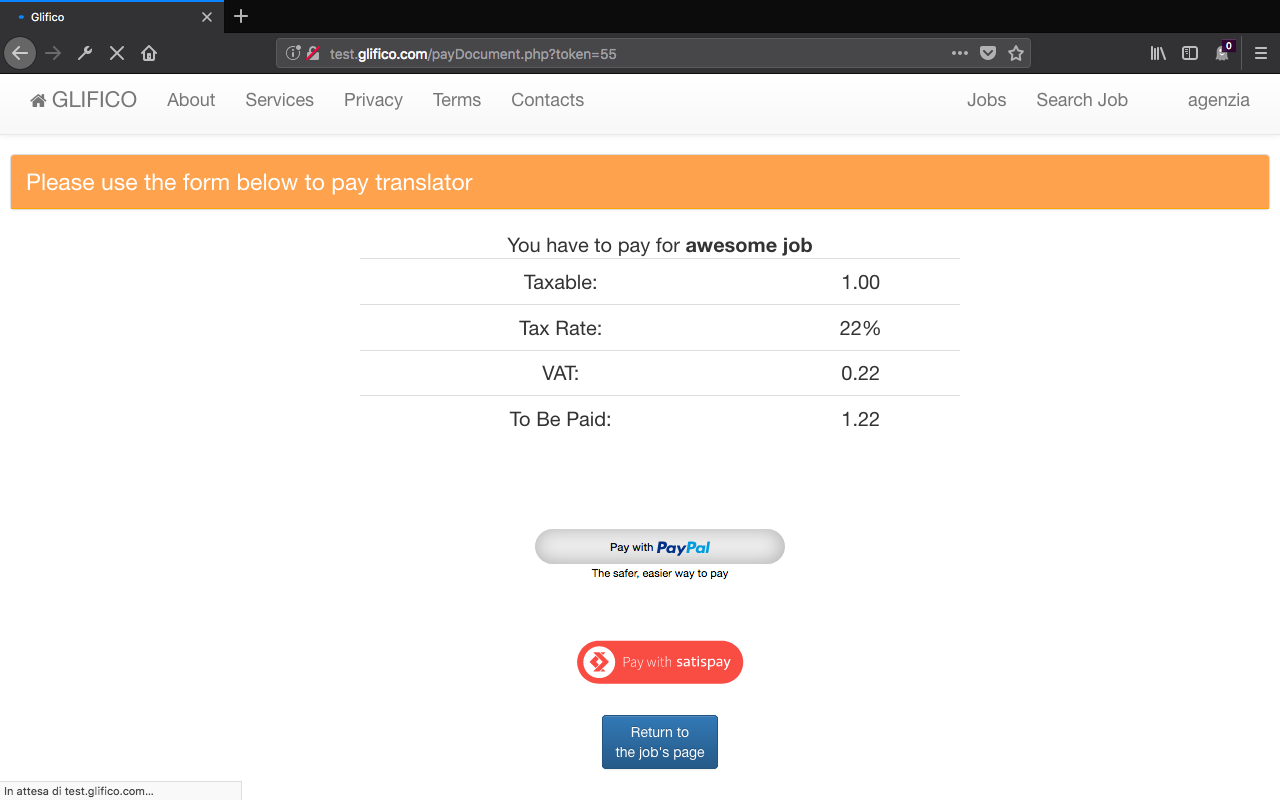 Glifico
test.glifico.com/payDocument.php?token=55
0
GLIFICO About Services Privacy Terms Contacts Jobs Search Job agenzia
Please use the form below to pay translator
You have to pay for awesome job
Taxable: 1.00
Tax Rate: 22%
VAT: 0.22
To Be Paid: 1.22
Pay with PayPal
The safer, easier way to pay
Pay with satispay
Return to
the job's page
In attesa di test.glifico.com...